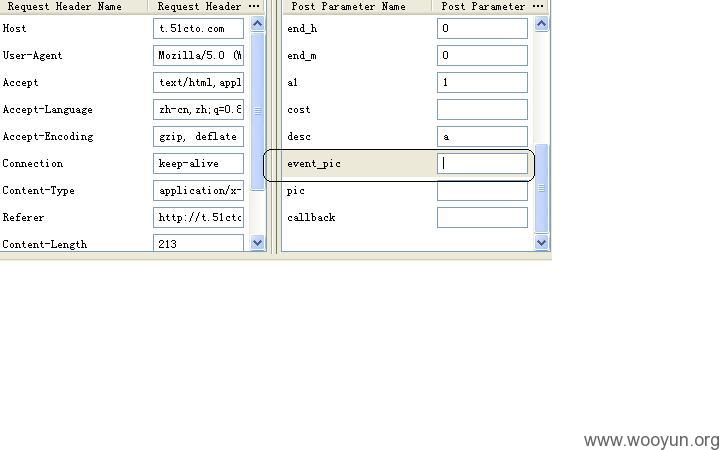 Request Header Name Request Header ···
Host t.51cto.com
User-Agent Mozilla/5.0 (W
Accept text/html,appl
Accept-Language zh-cn,zh;q=0.8
Accept-Encoding gzip, deflate
Connection keep-alive
Content-Type application/x-
Referer http://t.51cto
Content-Length 213
Post Parameter Name Post Parameter ···
end_h 0
end_m 0
a1 1
cost
desc a
event_pic
pic
callback
www.wooyun.org